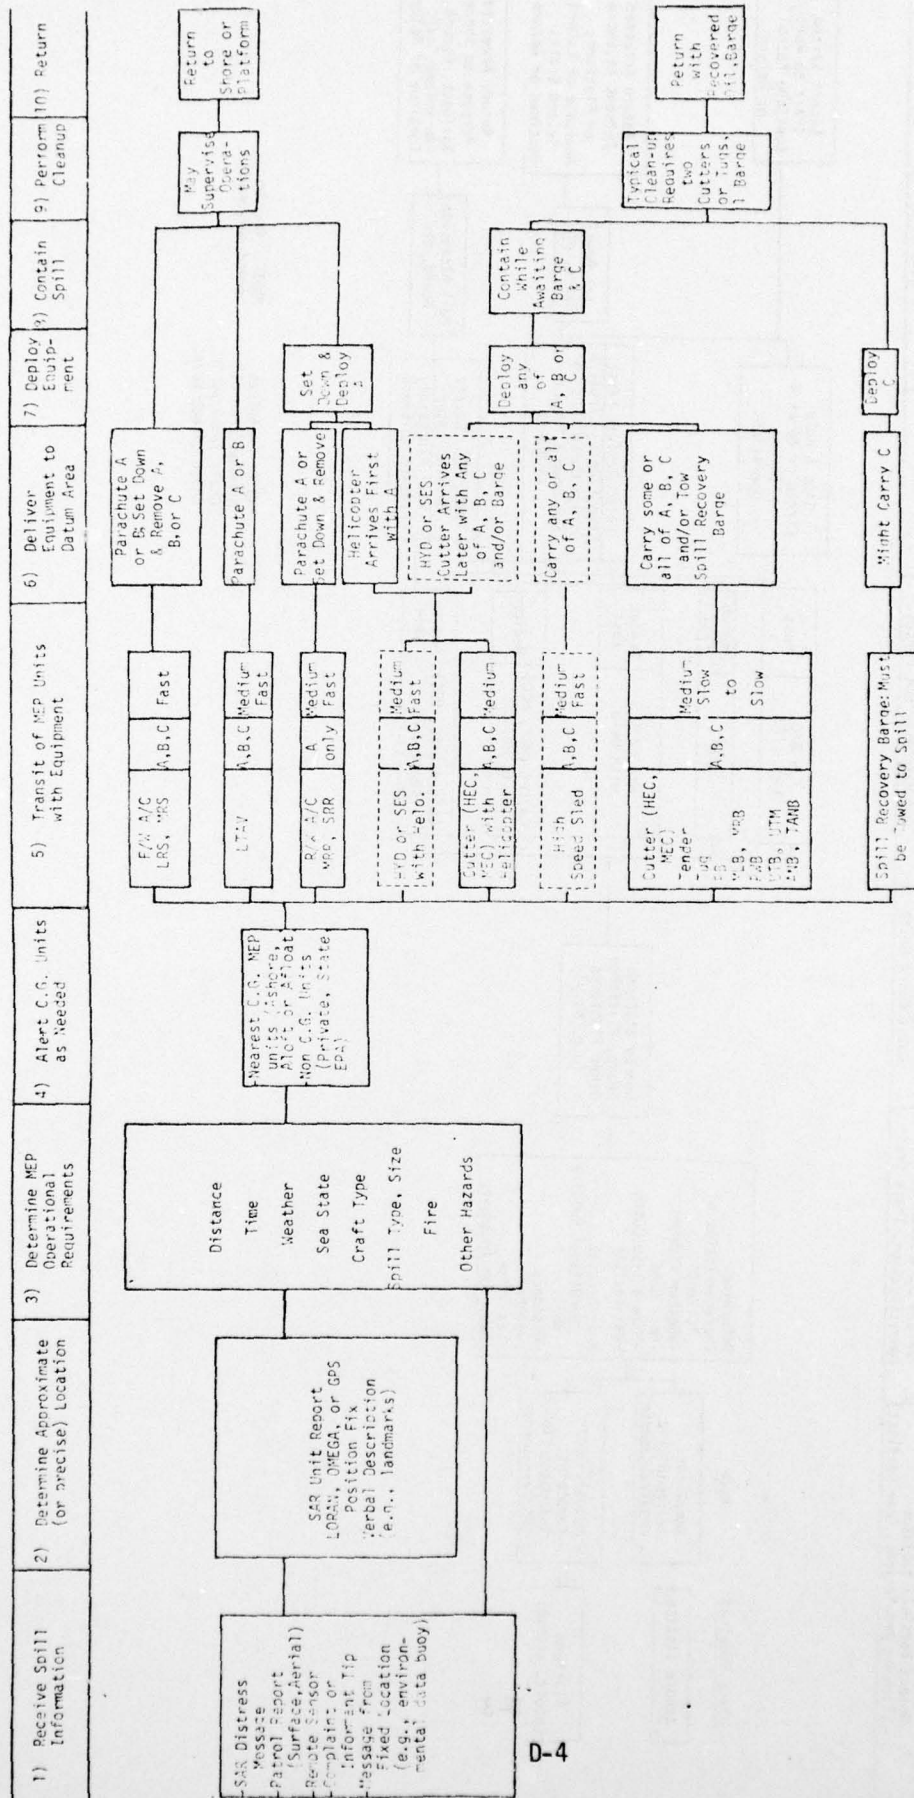 1) Receive Spill
Information
2) Determine Approximate
(or precise) Location
3) Determine MEP
Operational
Requirements
4) Alert C.G. Units
as Needed
5) Transit of MEP Units
with Equipment
6) Deliver
Equipment to
Datum Area
7) Deploy
Equip-
ment
8) Contain
Spill
9) Perform
Cleanup
10) Return
SAR Distress
Message
Patrol Report
(Surface,Aerial)
Remote Sensor
Complaint or
Informant Tip
Message from
Fixed Location
(e.g., environ-
mental data buoy)
SAR Unit Report
LORAN, OMEGA, or GPS
Position Fix
Verbal Description
(e.g., landmarks)
Distance
Time
Weather
Sea State
Craft Type
Spill Type, Size
Fire
Other Hazards
Nearest C.G. MEP
units (Ashore,
Aloft or Afloat
Non C.G. Units
(Private, State
EPA)
F/W A/C
LRS, MRS
A,B,C
Fast
Parachute A
or B; Set Down
& Remove A,
B, or C
LTAV
A,B,C
Medium
Fast
Parachute A or B
R/W A/C
MRR, SRR
A
only
Medium
Fast
Parachute A or
Set Down & Remove
Set
Down &
Deploy
HYD or SES
with Helo.
A,B,C
Medium
Fast
Helicopter
Arrives First
with A
Cutter (HEC,
MEC) with
Helicopter
A,B,C
Medium
HYD or SES
Cutter Arrives
Later with Any
of A, B, C
and/or Barge
High
Speed Sled
A,B,C
Medium
Fast
Carry any or all
of A, B, C
Deploy
any
of
A, B or
C
Contain
While
Awaiting
Barge
& C
Cutter (HEC,
MEC)
Tender
Tug
UTB, UTM
ANB, TANB
A,B,C
Medium
Slow
to
Slow
Carry some or
all of A, B, C
and/or Tow
Spill Recovery
Barge
Spill Recovery Barge: Must
be Towed to Spill
Might Carry C
Deploy
C
May
Supervise
Opera-
tions
Return
to
Shore or
Platform
Typical
Clean-up
Requires
two
Cutters
or Tugs,
1 Barge
Return
with
Recovered
Oil,Barge
D-4